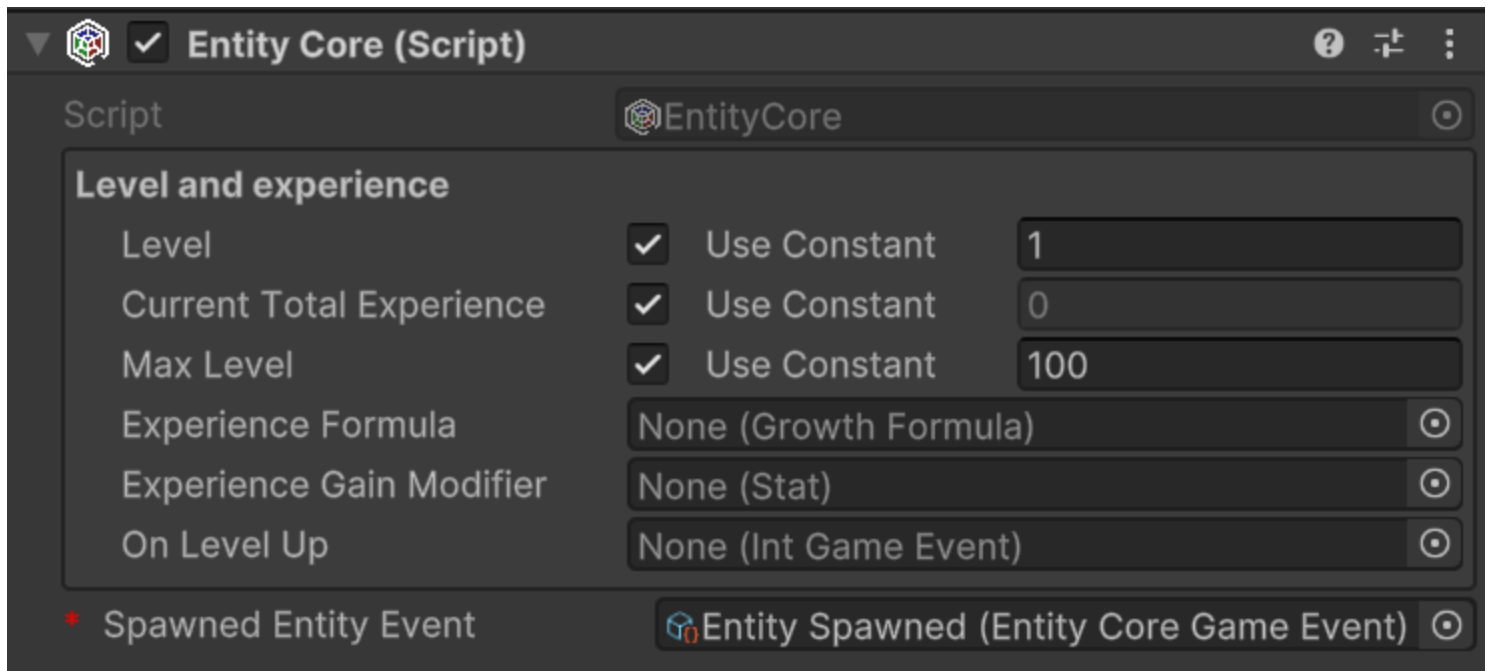 Entity Core (Script)
Script EntityCore
Level and experience
Level Use Constant 1
Current Total Experience Use Constant 0
Max Level Use Constant 100
Experience Formula None (Growth Formula)
Experience Gain Modifier None (Stat)
On Level Up None (Int Game Event)
* Spawned Entity Event Entity Spawned (Entity Core Game Event)